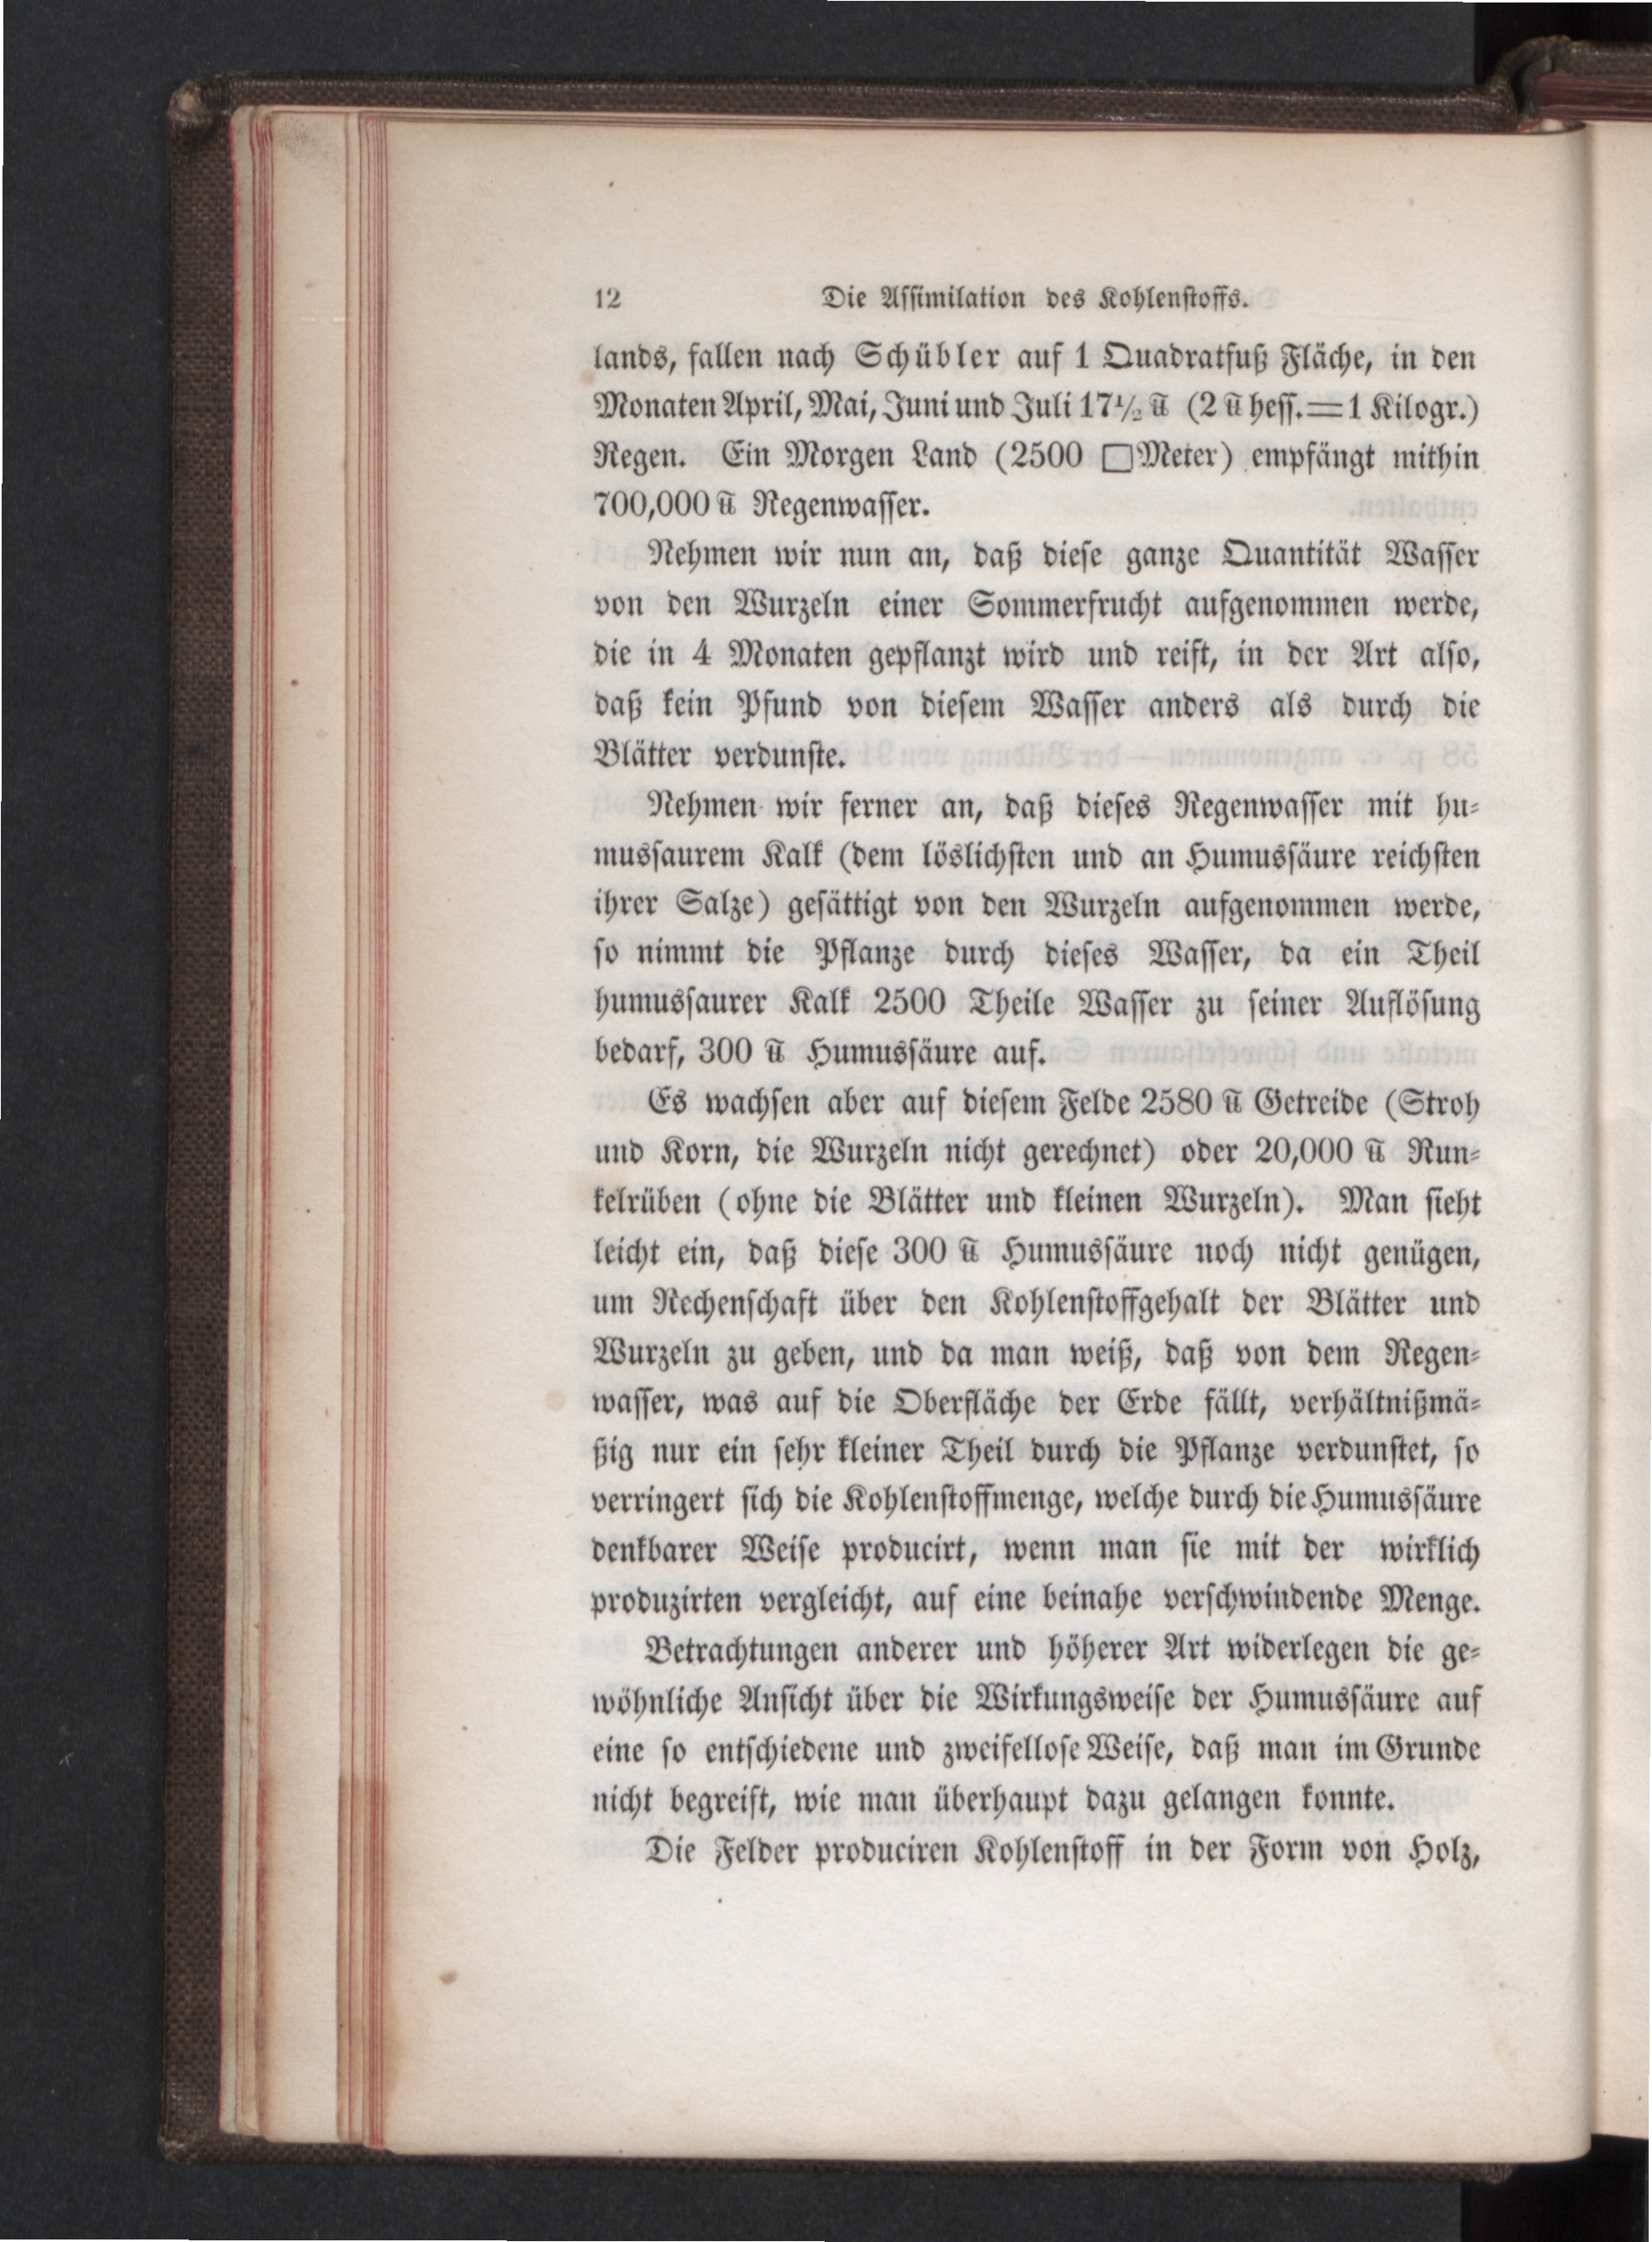 12 Die Assimilation des Kohlenstoffs.
lands, fallen nach Schübler auf 1 Quadratfuß Fläche, in den
Monaten April, Mai, Juni und Juli 17½ ℔ (2 ℔ hess. = 1 Kilogr.)
Regen. Ein Morgen Land (2500 □Meter) empfängt mithin
700,000 ℔ Regenwasser.
Nehmen wir nun an, daß diese ganze Quantität Wasser
von den Wurzeln einer Sommerfrucht aufgenommen werde,
die in 4 Monaten gepflanzt wird und reift, in der Art also,
daß kein Pfund von diesem Wasser anders als durch die
Blätter verdunste.
Nehmen wir ferner an, daß dieses Regenwasser mit hu-
mussaurem Kalk (dem löslichsten und an Humussäure reichsten
ihrer Salze) gesättigt von den Wurzeln aufgenommen werde,
so nimmt die Pflanze durch dieses Wasser, da ein Theil
humussaurer Kalk 2500 Theile Wasser zu seiner Auflösung
bedarf, 300 ℔ Humussäure auf.
Es wachsen aber auf diesem Felde 2580 ℔ Getreide (Stroh
und Korn, die Wurzeln nicht gerechnet) oder 20,000 ℔ Run-
kelrüben (ohne die Blätter und kleinen Wurzeln). Man sieht
leicht ein, daß diese 300 ℔ Humussäure noch nicht genügen,
um Rechenschaft über den Kohlenstoffgehalt der Blätter und
Wurzeln zu geben, und da man weiß, daß von dem Regen-
wasser, was auf die Oberfläche der Erde fällt, verhältnißmä-
ßig nur ein sehr kleiner Theil durch die Pflanze verdunstet, so
verringert sich die Kohlenstoffmenge, welche durch die Humussäure
denkbarer Weise producirt, wenn man sie mit der wirklich
produzirten vergleicht, auf eine beinahe verschwindende Menge.
Betrachtungen anderer und höherer Art widerlegen die ge-
wöhnliche Ansicht über die Wirkungsweise der Humussäure auf
eine so entschiedene und zweifellose Weise, daß man im Grunde
nicht begreift, wie man überhaupt dazu gelangen konnte.
Die Felder produciren Kohlenstoff in der Form von Holz,